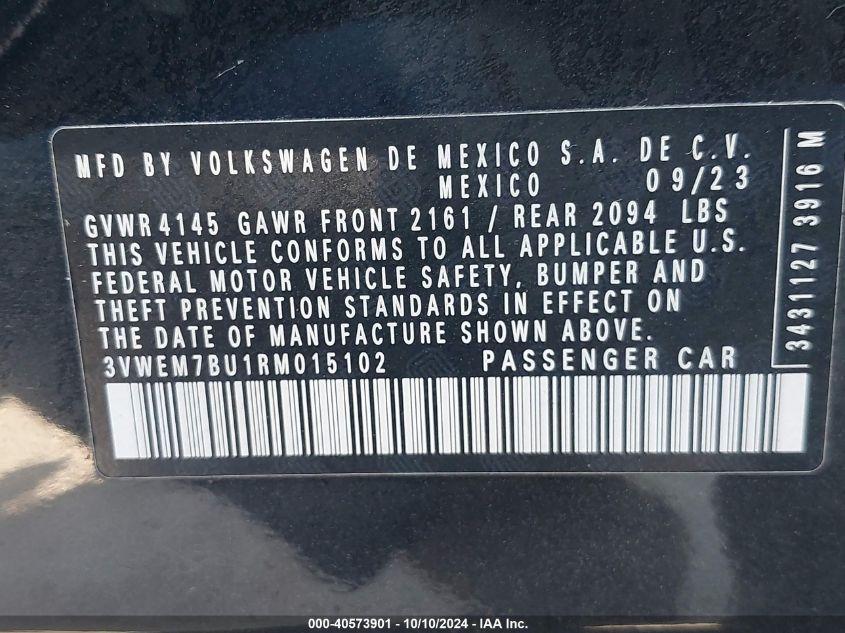 MFD BY VOLKSWAGEN DE MEXICO S.A. DE C.V.
MEXICO 09/23
GVWR 4145 GAWR FRONT 2161 / REAR 2094 LBS
THIS VEHICLE CONFORMS TO ALL APPLICABLE U.S.
FEDERAL MOTOR VEHICLE SAFETY, BUMPER AND
THEFT PREVENTION STANDARDS IN EFFECT ON
THE DATE OF MANUFACTURE SHOWN ABOVE.
3VWEM7BU1RM015102 PASSENGER CAR
3431127 3916 M
000-40573901 - 10/10/2024 - IAA Inc.